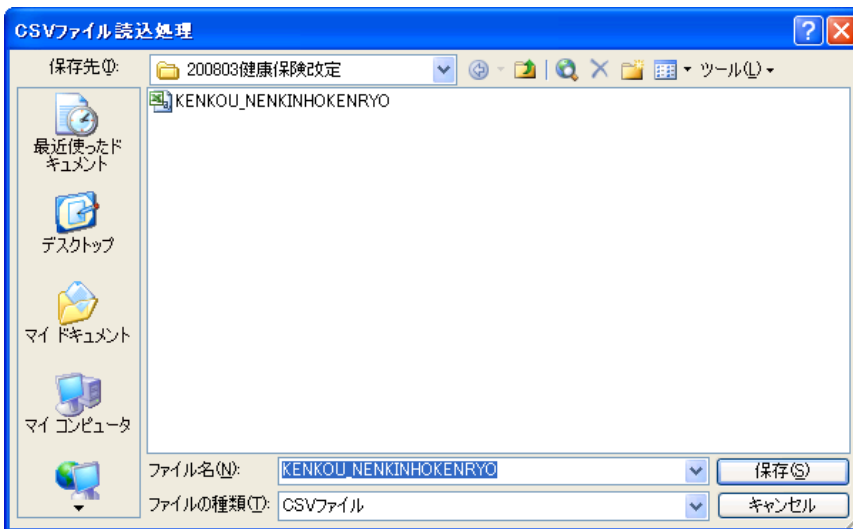 CSVファイル読込処理
保存先(I):
200803健康保険改定
ツール(L)
KENKOU_NENKINHOKENRYO
最近使ったド
キュメント
デスクトップ
マイ ドキュメント
マイ コンピュータ
ファイル名(N):
KENKOU_NENKINHOKENRYO
保存(S)
ファイルの種類(T):
CSVファイル
キャンセル